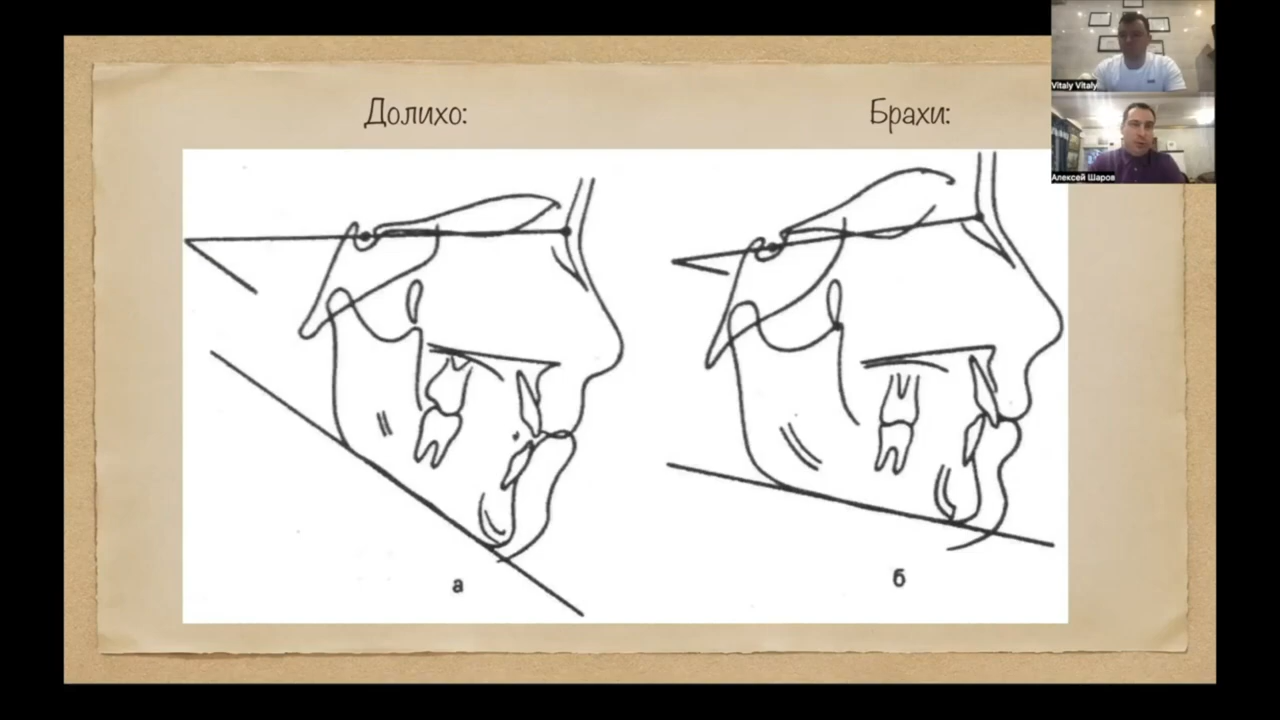 Долихо:
Брахи:
Vitaly Vitaly
Алексей Шаров
а
б